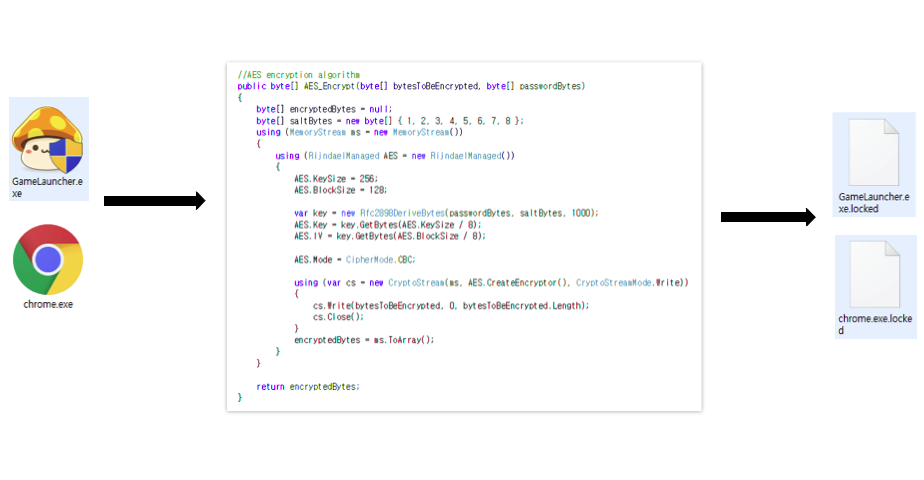 GameLauncher.e
xe
chrome.exe
//AES encryption algorithm
public byte[] AES_Encrypt(byte[] bytesToBeEncrypted, byte[] passwordBytes)
{
byte[] encryptedBytes = null;
byte[] saltBytes = new byte[] { 1, 2, 3, 4, 5, 6, 7, 8 };
using (MemoryStream ms = new MemoryStream())
{
using (RijndaelManaged AES = new RijndaelManaged())
{
AES.KeySize = 256;
AES.BlockSize = 128;
var key = new Rfc2898DeriveBytes(passwordBytes, saltBytes, 1000);
AES.Key = key.GetBytes(AES.KeySize / 8);
AES.IV = key.GetBytes(AES.BlockSize / 8);
AES.Mode = CipherMode.CBC;
using (var cs = new CryptoStream(ms, AES.CreateEncryptor(), CryptoStreamMode.Write))
{
cs.Write(bytesToBeEncrypted, 0, bytesToBeEncrypted.Length);
cs.Close();
}
encryptedBytes = ms.ToArray();
}
}
return encryptedBytes;
}
GameLauncher.e
xe.locked
chrome.exe.locke
d